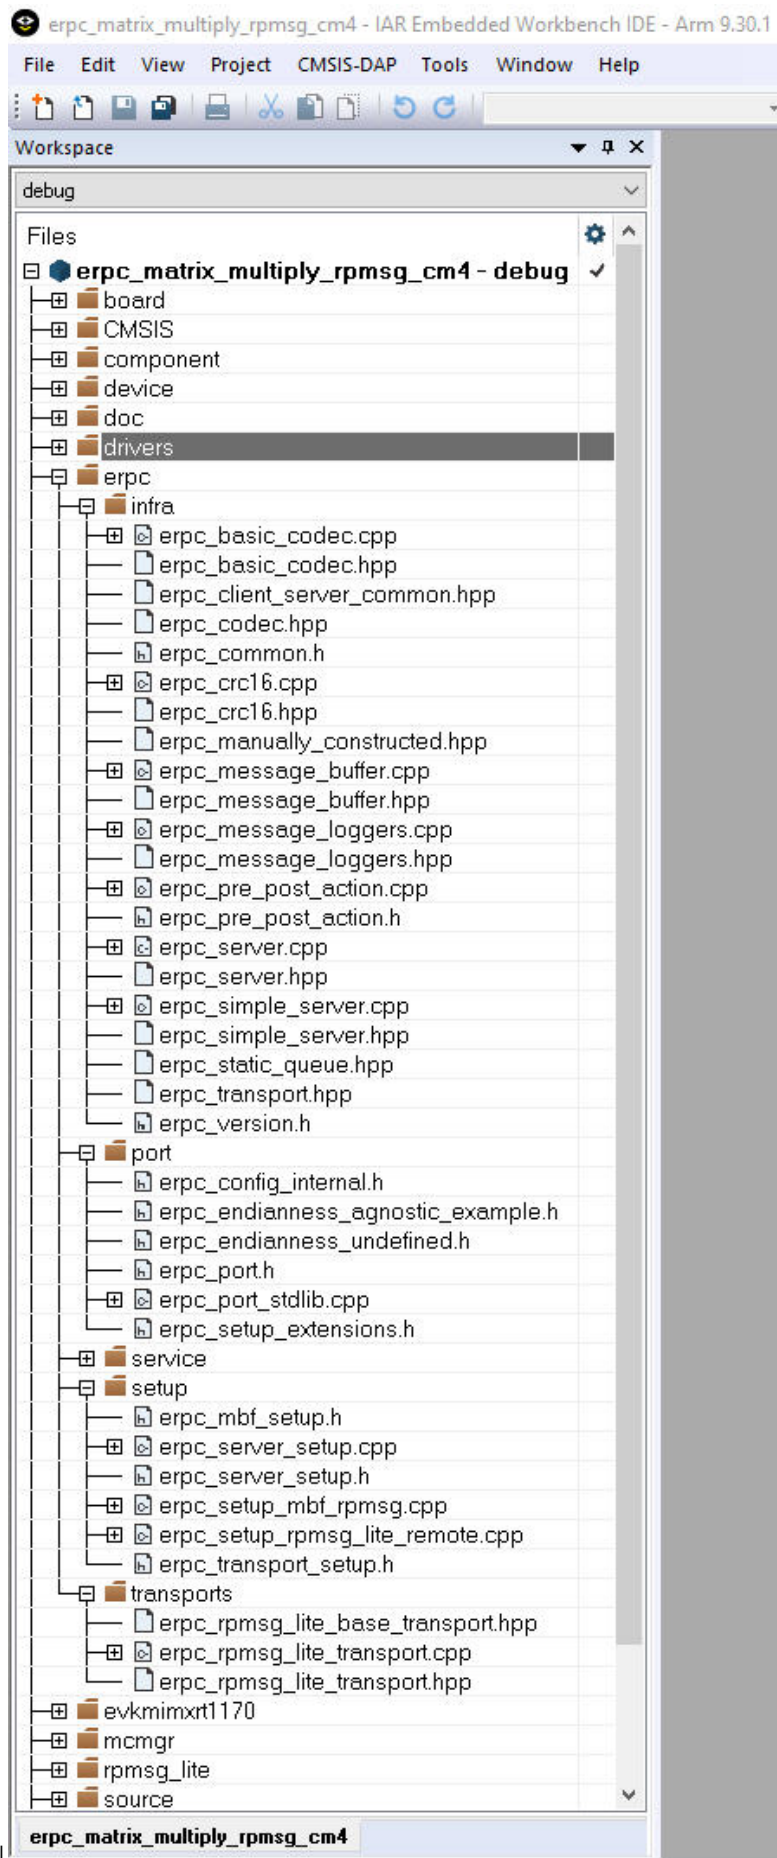 erpc_matrix_multiply_rpmsg_cm4 - IAR Embedded Workbench IDE - Arm 9.30.1
File Edit View Project CMSIS-DAP Tools Window Help
Workspace
debug
Files
erpc_matrix_multiply_rpmsg_cm4 - debug
board
CMSIS
component
device
doc
drivers
erpc
infra
erpc_basic_codec.cpp
erpc_basic_codec.hpp
erpc_client_server_common.hpp
erpc_codec.hpp
erpc_common.h
erpc_crc16.cpp
erpc_crc16.hpp
erpc_manually_constructed.hpp
erpc_message_buffer.cpp
erpc_message_buffer.hpp
erpc_message_loggers.cpp
erpc_message_loggers.hpp
erpc_pre_post_action.cpp
erpc_pre_post_action.h
erpc_server.cpp
erpc_server.hpp
erpc_simple_server.cpp
erpc_simple_server.hpp
erpc_static_queue.hpp
erpc_transport.hpp
erpc_version.h
port
erpc_config_internal.h
erpc_endianness_agnostic_example.h
erpc_endianness_undefined.h
erpc_port.h
erpc_port_stdlib.cpp
erpc_setup_extensions.h
service
setup
erpc_mbf_setup.h
erpc_server_setup.cpp
erpc_server_setup.h
erpc_setup_mbf_rpmsg.cpp
erpc_setup_rpmsg_lite_remote.cpp
erpc_transport_setup.h
transports
erpc_rpmsg_lite_base_transport.hpp
erpc_rpmsg_lite_transport.cpp
erpc_rpmsg_lite_transport.hpp
evkmimxrt1170
mcmgr
rpmsg_lite
source
erpc_matrix_multiply_rpmsg_cm4